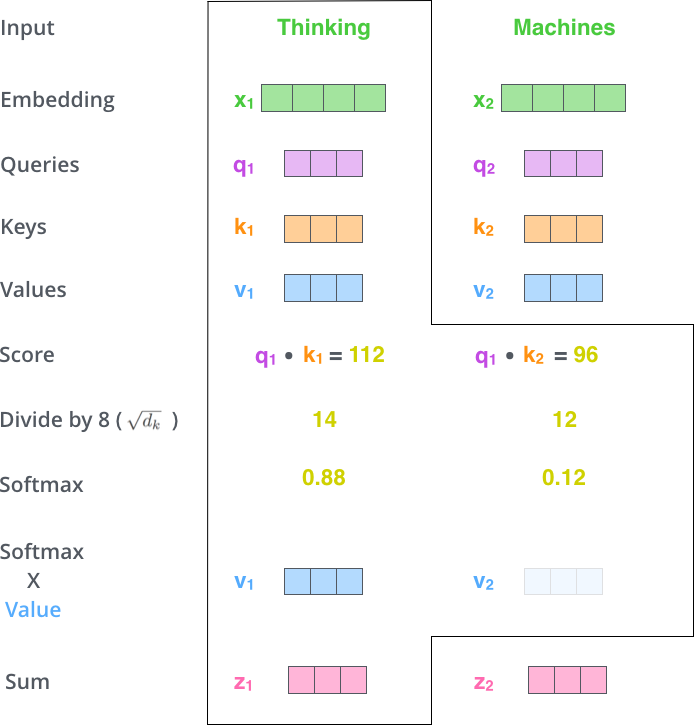 Input Thinking Machines
Embedding x1 x2
Queries q1 q2
Keys k1 k2
Values v1 v2
Score q1 • k1 = 112 q1 • k2 = 96
Divide by 8 ( √dk ) 14 12
Softmax 0.88 0.12
Softmax
X
Value v1 v2
Sum z1 z2